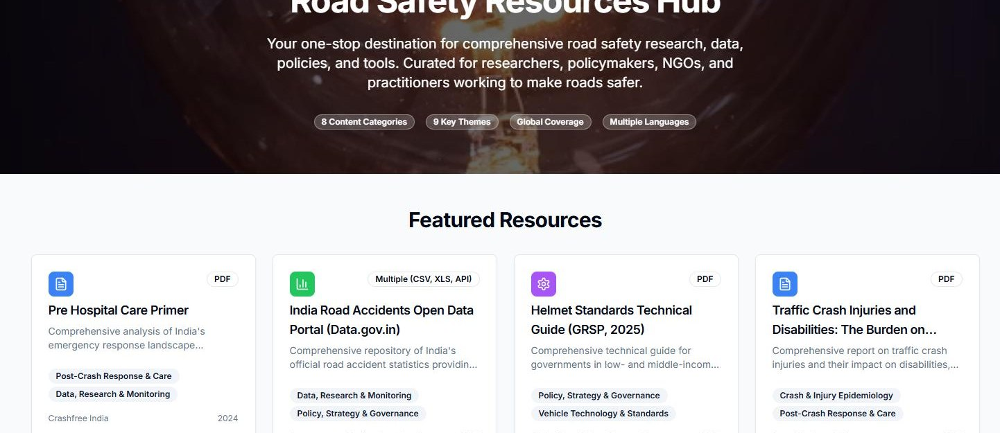 Road Safety Resources Hub
Your one-stop destination for comprehensive road safety research, data,
policies, and tools. Curated for researchers, policymakers, NGOs, and
practitioners working to make roads safer.
8 Content Categories
9 Key Themes
Global Coverage
Multiple Languages
Featured Resources
PDF
Pre Hospital Care Primer
Comprehensive analysis of India's
emergency response landscape...
Post-Crash Response & Care
Data, Research & Monitoring
Crashfree India
2024
Multiple (CSV, XLS, API)
India Road Accidents Open Data
Portal (Data.gov.in)
Comprehensive repository of India's
official road accident statistics providin...
Data, Research & Monitoring
Policy, Strategy & Governance
PDF
Helmet Standards Technical
Guide (GRSP, 2025)
Comprehensive technical guide for
governments in low- and middle-incom...
Policy, Strategy & Governance
Vehicle Technology & Standards
PDF
Traffic Crash Injuries and
Disabilities: The Burden on...
Comprehensive report on traffic crash
injuries and their impact on disabilities,...
Crash & Injury Epidemiology
Post-Crash Response & Care